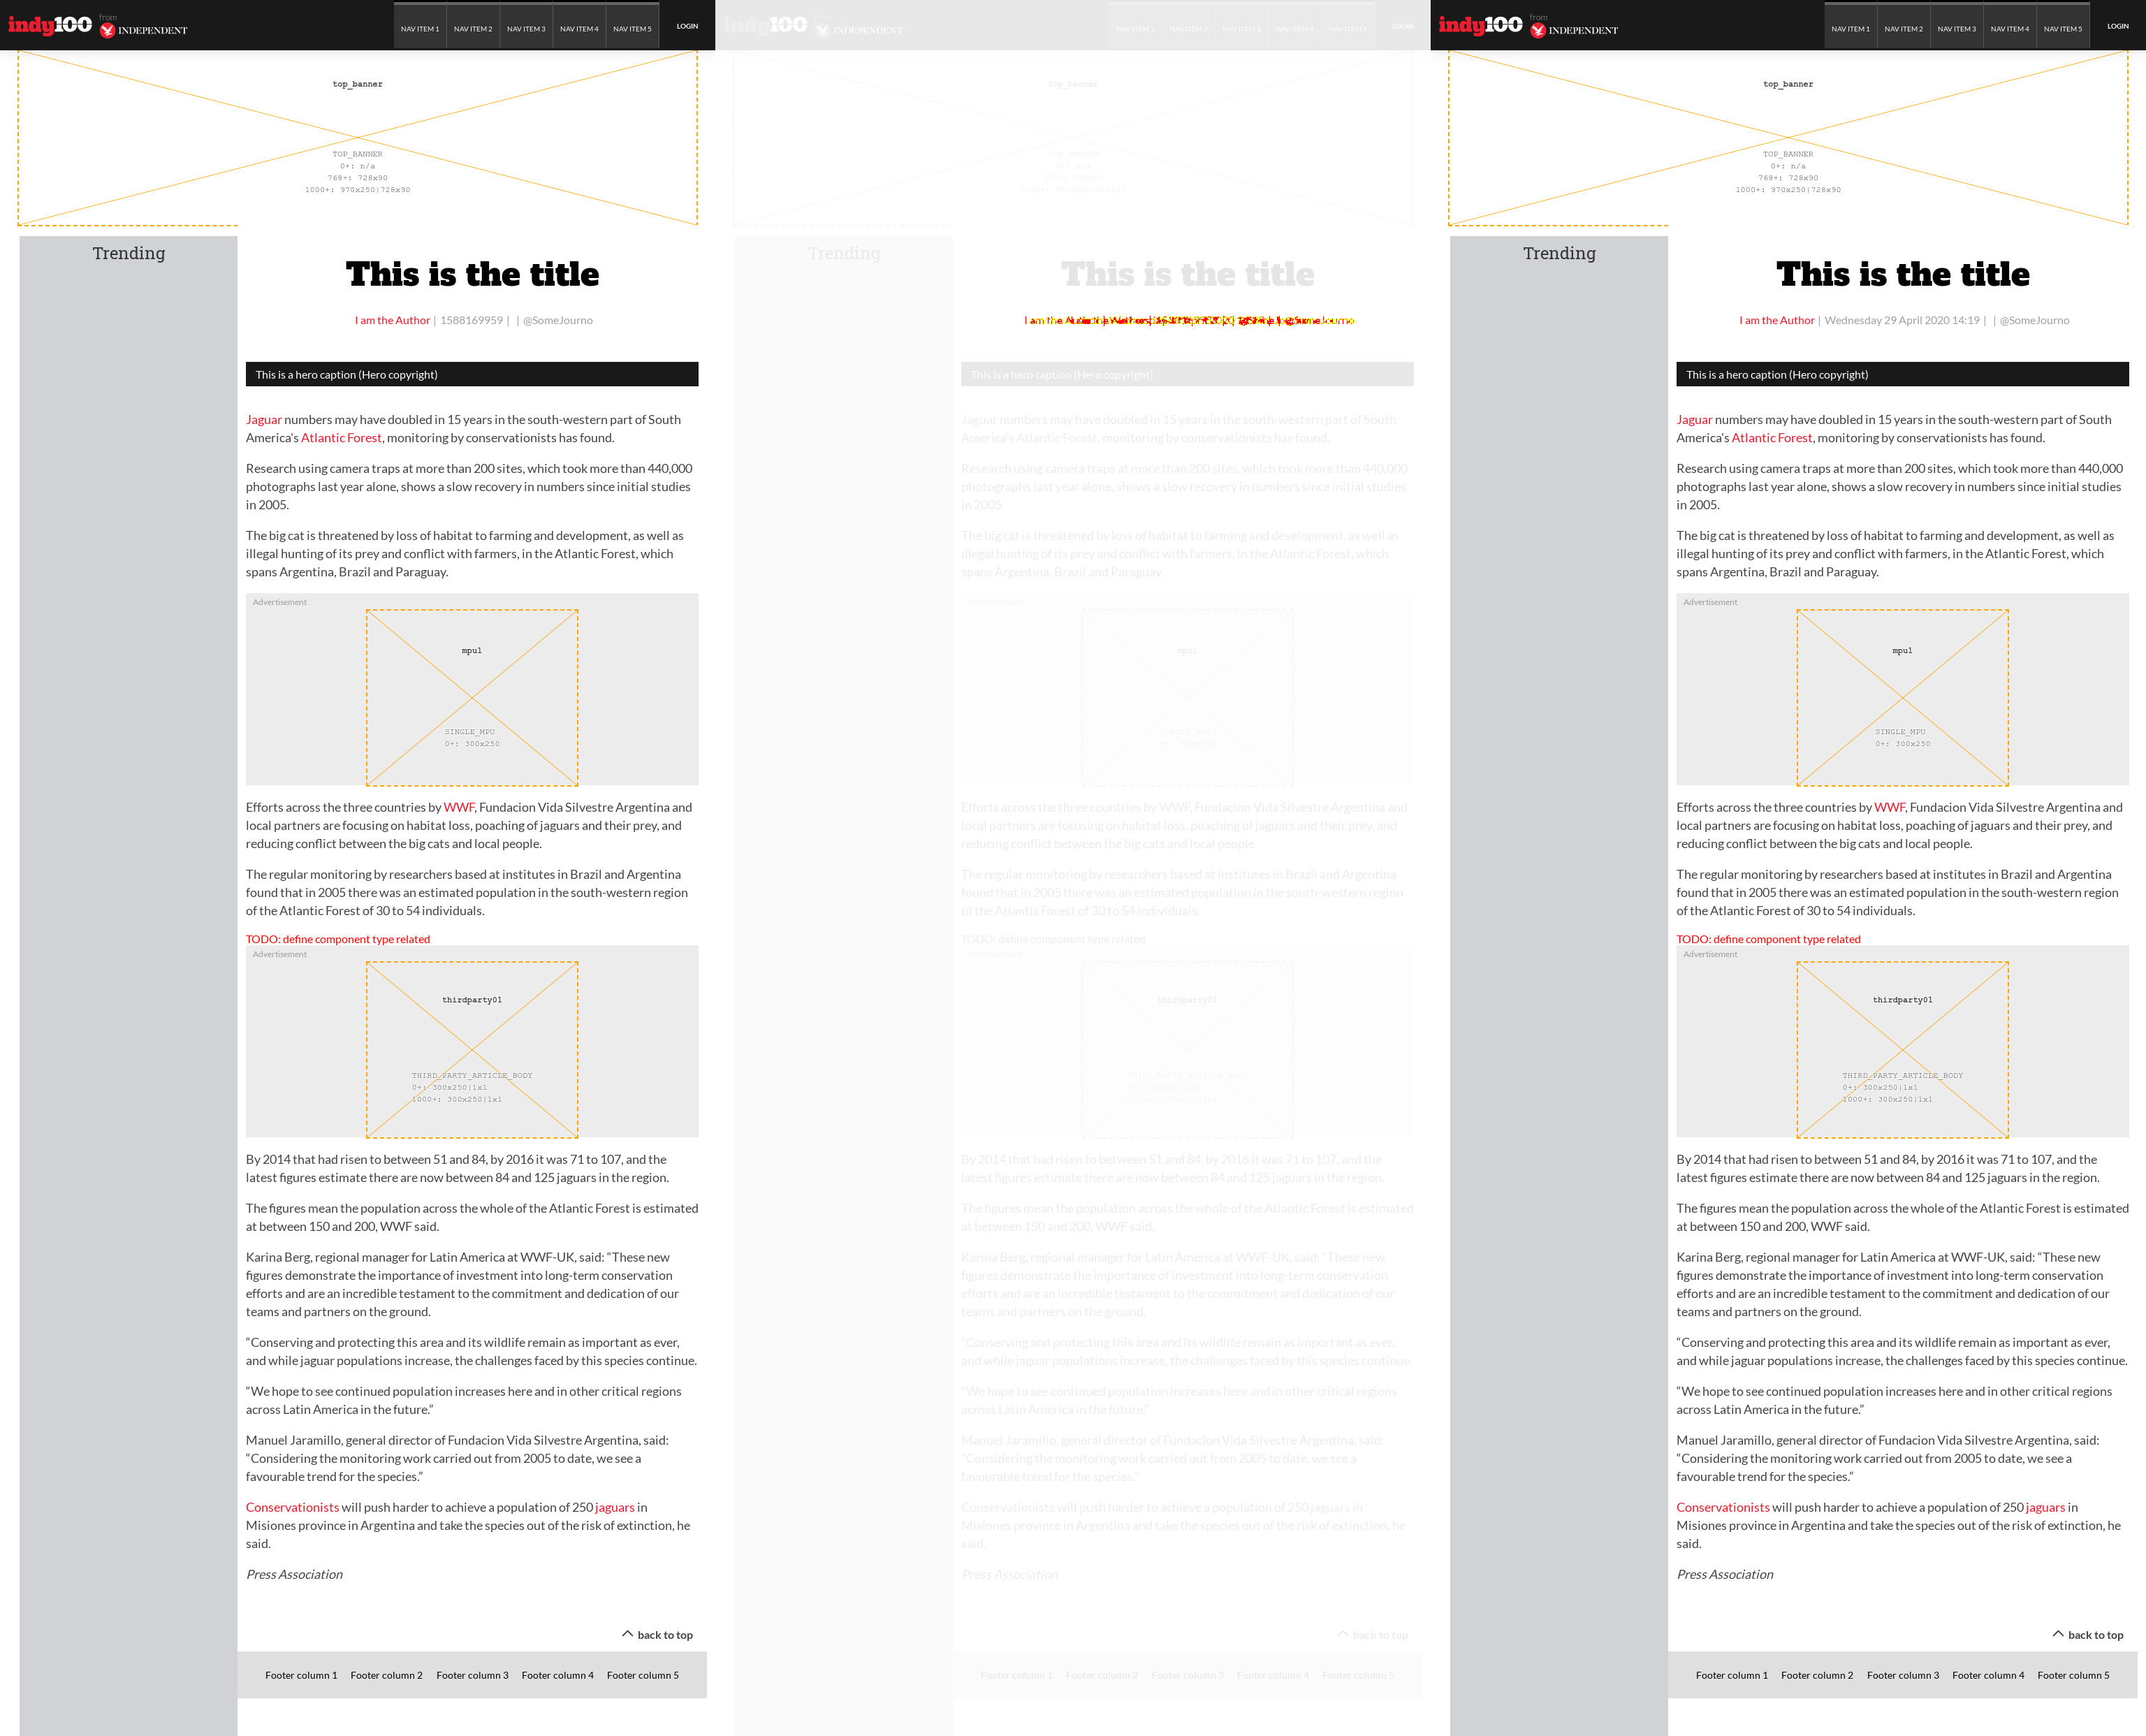 indy100
from
INDEPENDENT
NAV ITEM 1
NAV ITEM 2
NAV ITEM 3
NAV ITEM 4
NAV ITEM 5
LOGIN
top_banner
TOP_BANNER
0+: n/a
768+: 728x90
1000+: 970x250|728x90
Trending
This is the title
I am the Author | 1588169959 | | @SomeJourno
This is a hero caption (Hero copyright)
Jaguar numbers may have doubled in 15 years in the south-western part of South
America's Atlantic Forest, monitoring by conservationists has found.
Research using camera traps at more than 200 sites, which took more than 440,000
photographs last year alone, shows a slow recovery in numbers since initial studies
in 2005.
The big cat is threatened by loss of habitat to farming and development, as well as
illegal hunting of its prey and conflict with farmers, in the Atlantic Forest, which
spans Argentina, Brazil and Paraguay.
Advertisement
mpu1
SINGLE_MPU
0+: 300x250
Efforts across the three countries by WWF, Fundacion Vida Silvestre Argentina and
local partners are focusing on habitat loss, poaching of jaguars and their prey, and
reducing conflict between the big cats and local people.
The regular monitoring by researchers based at institutes in Brazil and Argentina
found that in 2005 there was an estimated population in the south-western region
of the Atlantic Forest of 30 to 54 individuals.
TODO: define component type related
Advertisement
thirdparty01
THIRD_PARTY_ARTICLE_BODY
0+: 300x250|1x1
1000+: 300x250|1x1
By 2014 that had risen to between 51 and 84, by 2016 it was 71 to 107, and the
latest figures estimate there are now between 84 and 125 jaguars in the region.
The figures mean the population across the whole of the Atlantic Forest is estimated
at between 150 and 200, WWF said.
Karina Berg, regional manager for Latin America at WWF-UK, said: “These new
figures demonstrate the importance of investment into long-term conservation
efforts and are an incredible testament to the commitment and dedication of our
teams and partners on the ground.
“Conserving and protecting this area and its wildlife remain as important as ever,
and while jaguar populations increase, the challenges faced by this species continue.
“We hope to see continued population increases here and in other critical regions
across Latin America in the future.”
Manuel Jaramillo, general director of Fundacion Vida Silvestre Argentina, said:
“Considering the monitoring work carried out from 2005 to date, we see a
favourable trend for the species.”
Conservationists will push harder to achieve a population of 250 jaguars in
Misiones province in Argentina and take the species out of the risk of extinction, he
said.
Press Association
back to top
Footer column 1
Footer column 2
Footer column 3
Footer column 4
Footer column 5
indy100
INDEPENDENT
NAV ITEM 1
NAV ITEM 2
NAV ITEM 3
NAV ITEM 4
NAV ITEM 5
LOGIN
top_banner
Trending
This is the title
This is a hero caption (Hero copyright)
Jaguar numbers may have doubled in 15 years in the south-western part of South
America's Atlantic Forest, monitoring by conservationists has found.
Research using camera traps at more than 200 sites, which took more than 440,000
photographs last year alone, shows a slow recovery in numbers since initial studies
in 2005.
The big cat is threatened by loss of habitat to farming and development, as well as
illegal hunting of its prey and conflict with farmers, in the Atlantic Forest, which
spans Argentina, Brazil and Paraguay.
mpu1
Efforts across the three countries by WWF, Fundacion Vida Silvestre Argentina and
local partners are focusing on habitat loss, poaching of jaguars and their prey, and
reducing conflict between the big cats and local people.
The regular monitoring by researchers based at institutes in Brazil and Argentina
found that in 2005 there was an estimated population in the south-western region
of the Atlantic Forest of 30 to 54 individuals.
TODO: define component type related
thirdparty01
By 2014 that had risen to between 51 and 84, by 2016 it was 71 to 107, and the
latest figures estimate there are now between 84 and 125 jaguars in the region.
The figures mean the population across the whole of the Atlantic Forest is estimated
at between 150 and 200, WWF said.
Karina Berg, regional manager for Latin America at WWF-UK, said: “These new
figures demonstrate the importance of investment into long-term conservation
efforts and are an incredible testament to the commitment and dedication of our
teams and partners on the ground.
“Conserving and protecting this area and its wildlife remain as important as ever,
and while jaguar populations increase, the challenges faced by this species continue.
“We hope to see continued population increases here and in other critical regions
across Latin America in the future.”
Manuel Jaramillo, general director of Fundacion Vida Silvestre Argentina, said:
“Considering the monitoring work carried out from 2005 to date, we see a
favourable trend for the species.”
Conservationists will push harder to achieve a population of 250 jaguars in
Misiones province in Argentina and take the species out of the risk of extinction, he
said.
Press Association
back to top
Footer column 1
Footer column 2
Footer column 3
Footer column 4
Footer column 5
indy100
from
INDEPENDENT
NAV ITEM 1
NAV ITEM 2
NAV ITEM 3
NAV ITEM 4
NAV ITEM 5
LOGIN
top_banner
TOP_BANNER
0+: n/a
768+: 728x90
1000+: 970x250|728x90
Trending
This is the title
I am the Author | Wednesday 29 April 2020 14:19 | | @SomeJourno
This is a hero caption (Hero copyright)
Jaguar numbers may have doubled in 15 years in the south-western part of South
America's Atlantic Forest, monitoring by conservationists has found.
Research using camera traps at more than 200 sites, which took more than 440,000
photographs last year alone, shows a slow recovery in numbers since initial studies
in 2005.
The big cat is threatened by loss of habitat to farming and development, as well as
illegal hunting of its prey and conflict with farmers, in the Atlantic Forest, which
spans Argentina, Brazil and Paraguay.
Advertisement
mpu1
SINGLE_MPU
0+: 300x250
Efforts across the three countries by WWF, Fundacion Vida Silvestre Argentina and
local partners are focusing on habitat loss, poaching of jaguars and their prey, and
reducing conflict between the big cats and local people.
The regular monitoring by researchers based at institutes in Brazil and Argentina
found that in 2005 there was an estimated population in the south-western region
of the Atlantic Forest of 30 to 54 individuals.
TODO: define component type related
Advertisement
thirdparty01
THIRD_PARTY_ARTICLE_BODY
0+: 300x250|1x1
1000+: 300x250|1x1
By 2014 that had risen to between 51 and 84, by 2016 it was 71 to 107, and the
latest figures estimate there are now between 84 and 125 jaguars in the region.
The figures mean the population across the whole of the Atlantic Forest is estimated
at between 150 and 200, WWF said.
Karina Berg, regional manager for Latin America at WWF-UK, said: “These new
figures demonstrate the importance of investment into long-term conservation
efforts and are an incredible testament to the commitment and dedication of our
teams and partners on the ground.
“Conserving and protecting this area and its wildlife remain as important as ever,
and while jaguar populations increase, the challenges faced by this species continue.
“We hope to see continued population increases here and in other critical regions
across Latin America in the future.”
Manuel Jaramillo, general director of Fundacion Vida Silvestre Argentina, said:
“Considering the monitoring work carried out from 2005 to date, we see a
favourable trend for the species.”
Conservationists will push harder to achieve a population of 250 jaguars in
Misiones province in Argentina and take the species out of the risk of extinction, he
said.
Press Association
back to top
Footer column 1
Footer column 2
Footer column 3
Footer column 4
Footer column 5